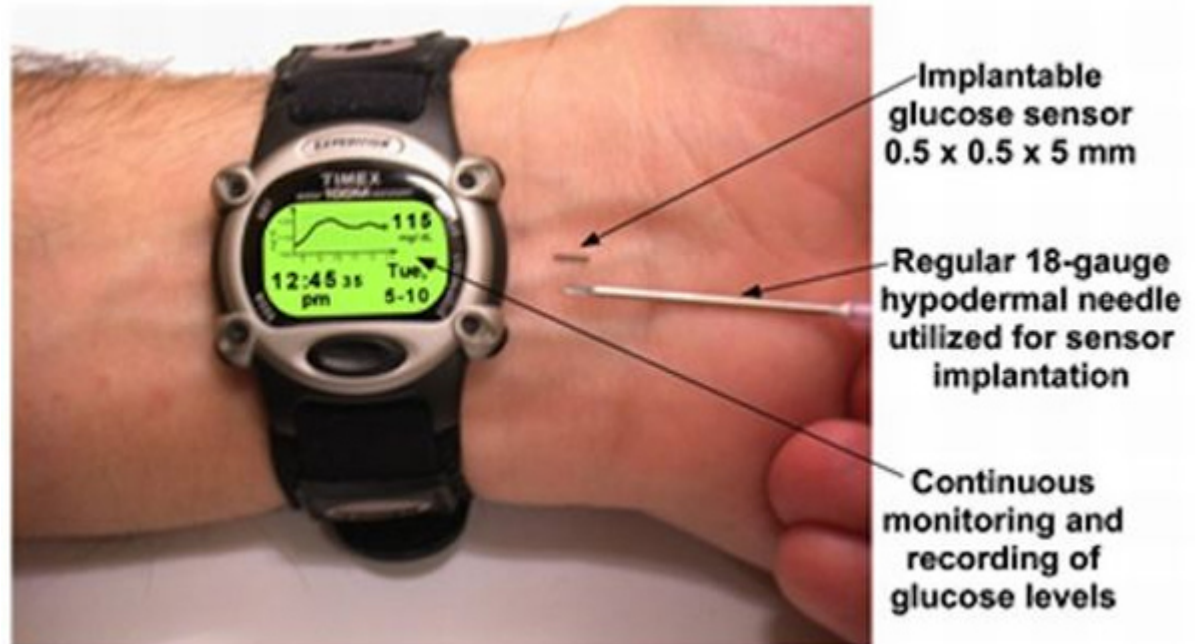 EXPEDITION
TIMEX
100M
115
mg/dL
12:45 35
Tue,
pm
5-10
Implantable
glucose sensor
0.5 x 0.5 x 5 mm
Regular 18-gauge
hypodermal needle
utilized for sensor
implantation
Continuous
monitoring and
recording of
glucose levels